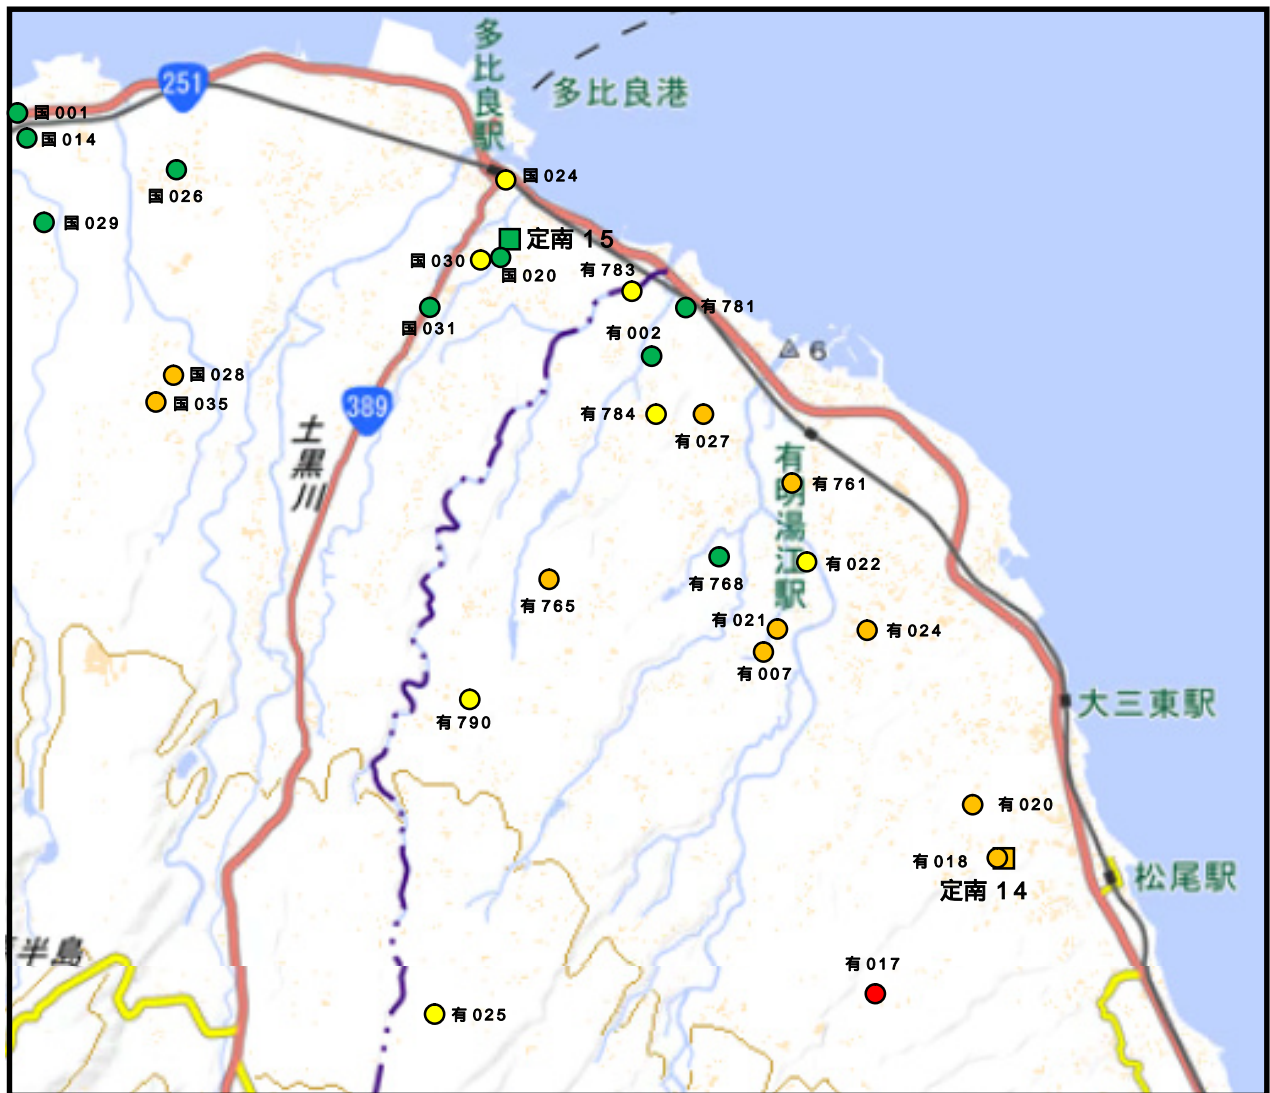 多比良駅
多比良港
251
国001
国014
国026
国024
国029
定南15
国030
国020
有783
国031
有781
有002
6
国028
国035
389
有784
有027
土黒川
有明湯江駅
有761
有768
有022
有765
有021
有024
有007
有790
大三東駅
有020
有018
定南14
松尾駅
半島
有017
有025